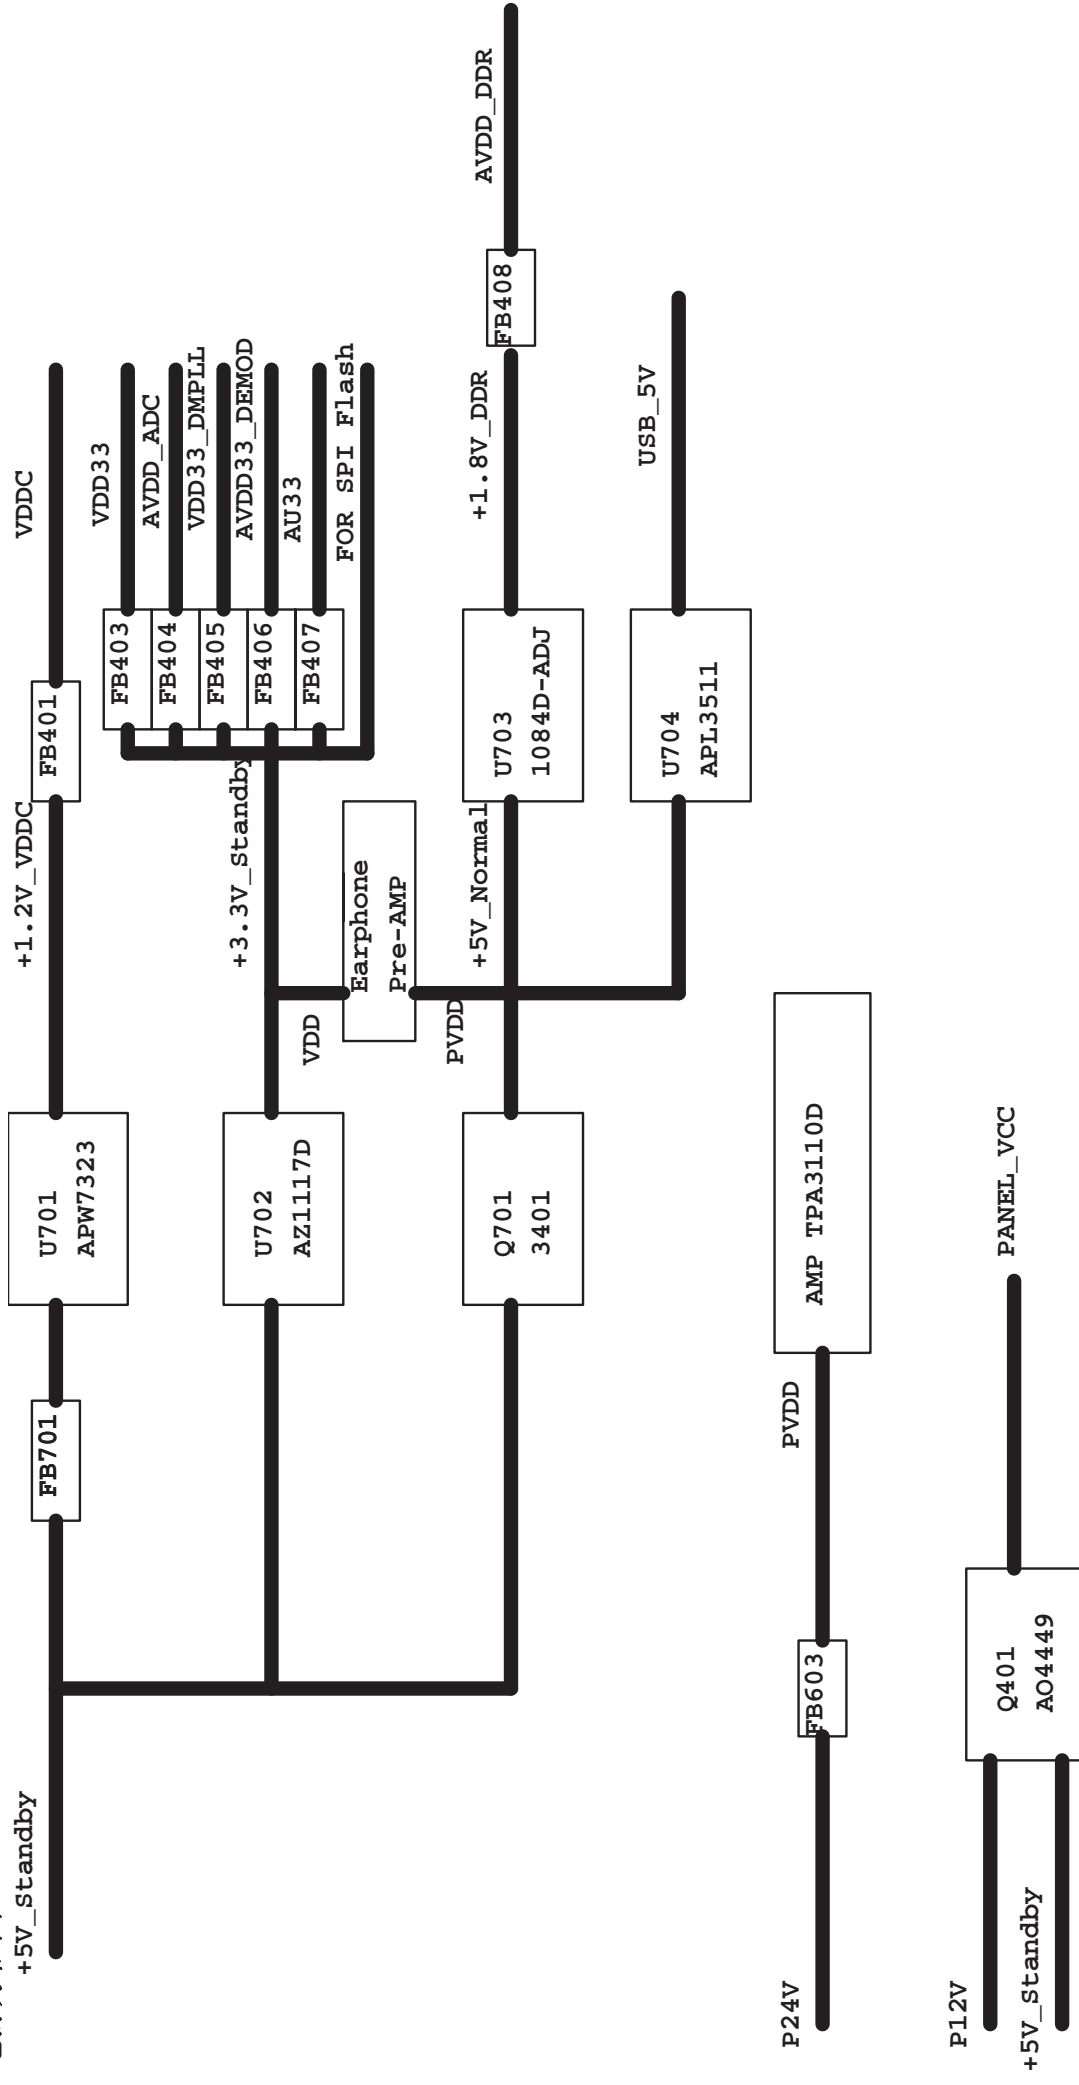 +5V_Standby
FB701
U701
APW7323
+1.2V_VDDC
FB401
VDDC
U702
AZ1117D
+3.3V_Standby
VDD
Earphone
Pre-AMP
PVDD
FB403
FB404
FB405
FB406
FB407
VDD33
AVDD_ADC
VDD33_DMPLL
AVDD33_DEMOD
AU33
FOR SPI Flash
Q701
3401
+5V_Normal
U703
1084D-ADJ
+1.8V_DDR
FB408
AVDD_DDR
U704
APL3511
USB_5V
P24V
FB603
PVDD
AMP TPA3110D
P12V
+5V_Standby
Q401
AO4449
PANEL_VCC